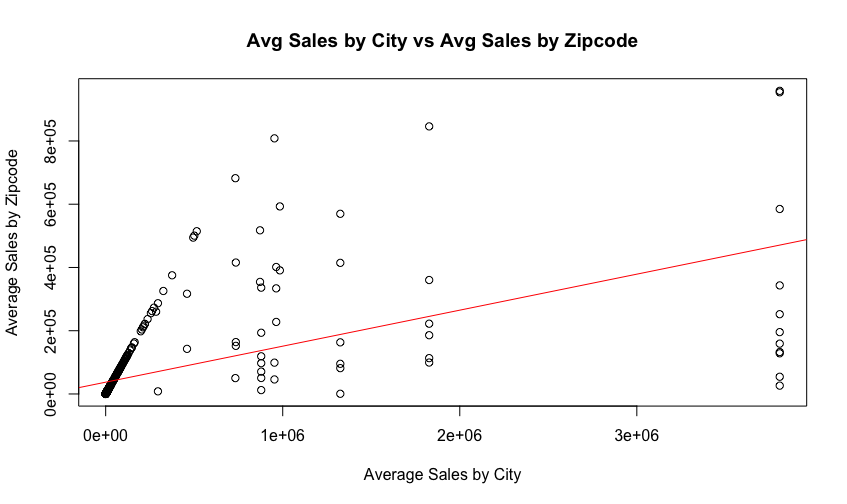 Avg Sales by City vs Avg Sales by Zipcode
Average Sales by Zipcode
8e+05
6e+05
4e+05
2e+05
0e+00
0e+00 1e+06 2e+06 3e+06
Average Sales by City